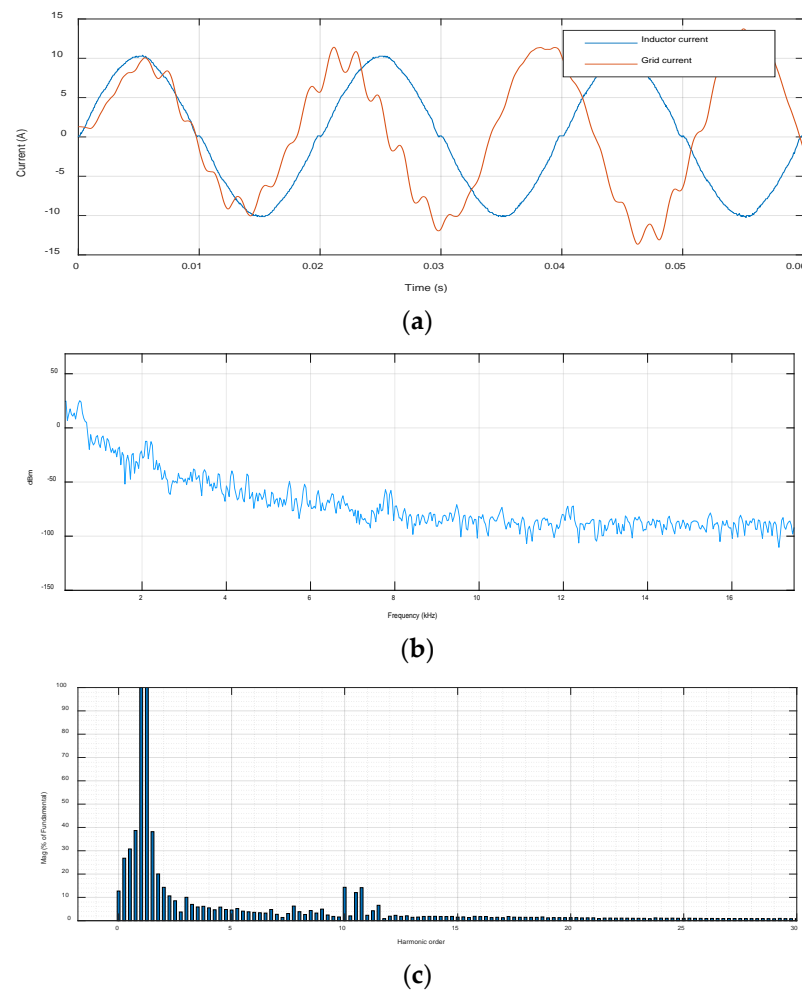 15
Inductor current
10
Grid current
5
0
-5
-10
-15
Current (A)
0 0.01 0.02 0.03 0.04 0.05 0.06
Time (s)
(a)
50
0
-50
-100
-150
dBm
2 4 6 8 10 12 14 16
Frequency (kHz)
(b)
100
90
80
70
60
50
40
30
20
10
0
Mag (% of Fundamental)
0 5 10 15 20 25 30
Harmonic order
(c)